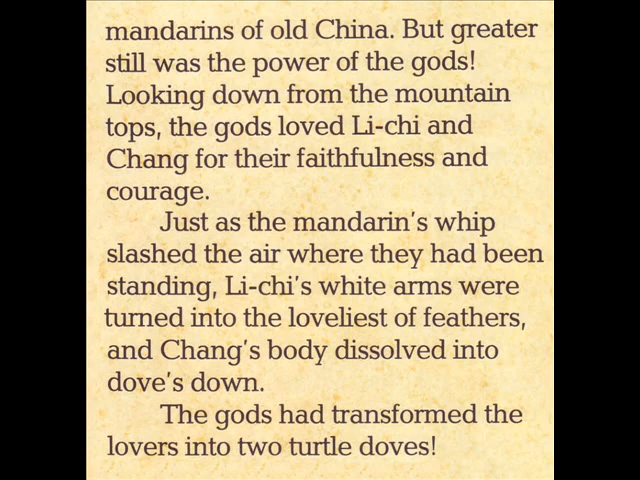 mandarins of old China. But greater
still was the power of the gods!
Looking down from the mountain
tops, the gods loved Li-chi and
Chang for their faithfulness and
courage.
Just as the mandarin's whip
slashed the air where they had been
standing, Li-chi's white arms were
turned into the loveliest of feathers,
and Chang's body dissolved into
dove's down.
The gods had transformed the
lovers into two turtle doves!